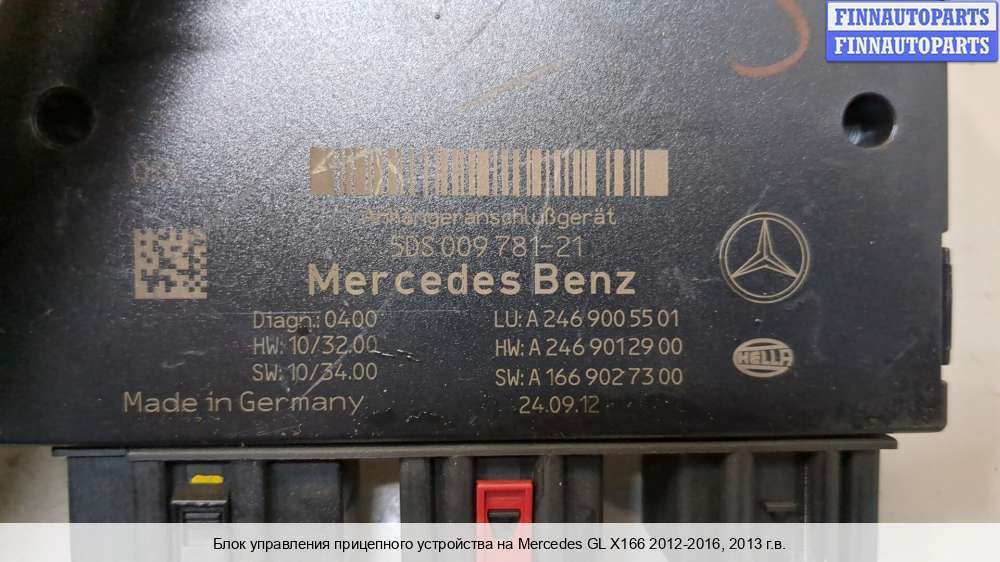 FINNAUTOPARTS
FINNAUTOPARTS
Anhängeranschlußgerät
5DS 009 781-21
Mercedes Benz
Diagn.: 0400
LU: A 246 900 55 01
HW: 10/32.00
HW: A 246 901 29 00
SW: 10/34.00
SW: A 166 902 73 00
Made in Germany
24.09.12
HELLA
Блок управления прицепного устройства на Mercedes GL X166 2012-2016, 2013 г.в.